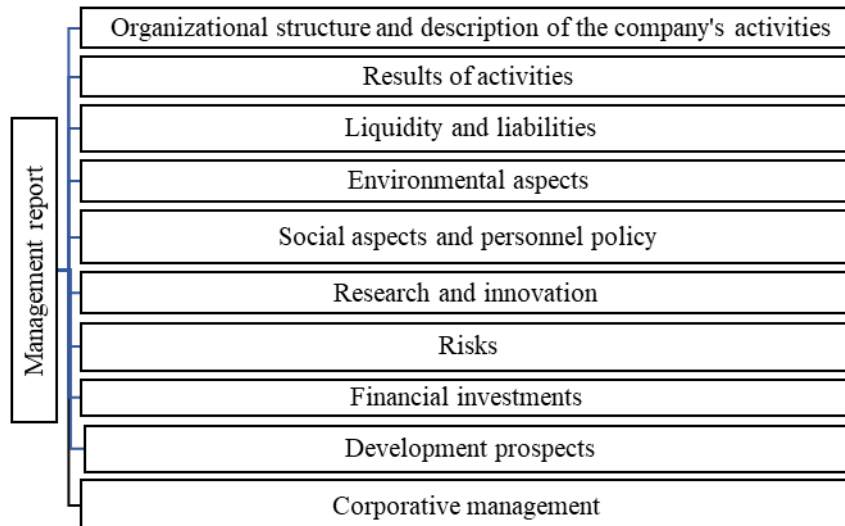 Management report
Organizational structure and description of the company's activities
Results of activities
Liquidity and liabilities
Environmental aspects
Social aspects and personnel policy
Research and innovation
Risks
Financial investments
Development prospects
Corporative management